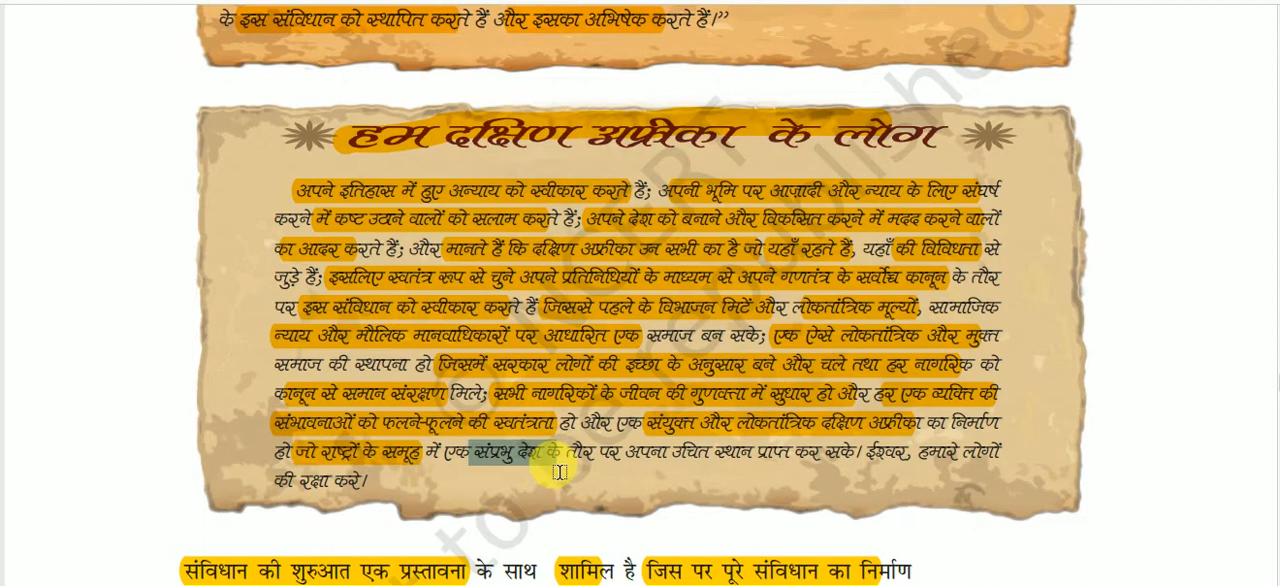 के इस संविधान को स्थापित करते हैं और इसका अभिषेक करते हैं।”
हम दक्षिण अफ्रीका के लोग
अपने इतिहास में हुए अन्याय को स्वीकार करते हैं; अपनी भूमि पर आज़ादी और न्याय के लिए संघर्ष
करने में कष्ट उठाने वालों को सलाम करते हैं; अपने देश को बनाने और विकसित करने में मदद करने वालों
का आदर करते हैं; और मानते हैं कि दक्षिण अफ्रीका उन सभी का है जो यहाँ रहते हैं, यहाँ की विविधता से
जुड़े हैं; इसलिए स्वतंत्र रूप से चुने अपने प्रतिनिधियों के माध्यम से अपने गणतंत्र के सर्वोच्च कानून के तौर
पर इस संविधान को स्वीकार करते हैं जिससे पहले के विभाजन मिटें और लोकतांत्रिक मूल्यों, सामाजिक
न्याय और मौलिक मानवाधिकारों पर आधारित एक समाज बन सके; एक ऐसे लोकतांत्रिक और मुक्त
समाज की स्थापना हो जिसमें सरकार लोगों की इच्छा के अनुसार बने और चले तथा हर नागरिक को
कानून से समान संरक्षण मिले; सभी नागरिकों के जीवन की गुणवत्ता में सुधार हो और हर एक व्यक्ति की
संभावनाओं को फलने-फूलने की स्वतंत्रता हो और एक संयुक्त और लोकतांत्रिक दक्षिण अफ्रीका का निर्माण
हो जो राष्ट्रों के समूह में एक संप्रभु देश के तौर पर अपना उचित स्थान प्राप्त कर सके। ईश्वर, हमारे लोगों
की रक्षा करे।
संविधान की शुरुआत एक प्रस्तावना के साथ शामिल है जिस पर पूरे संविधान का निर्माण